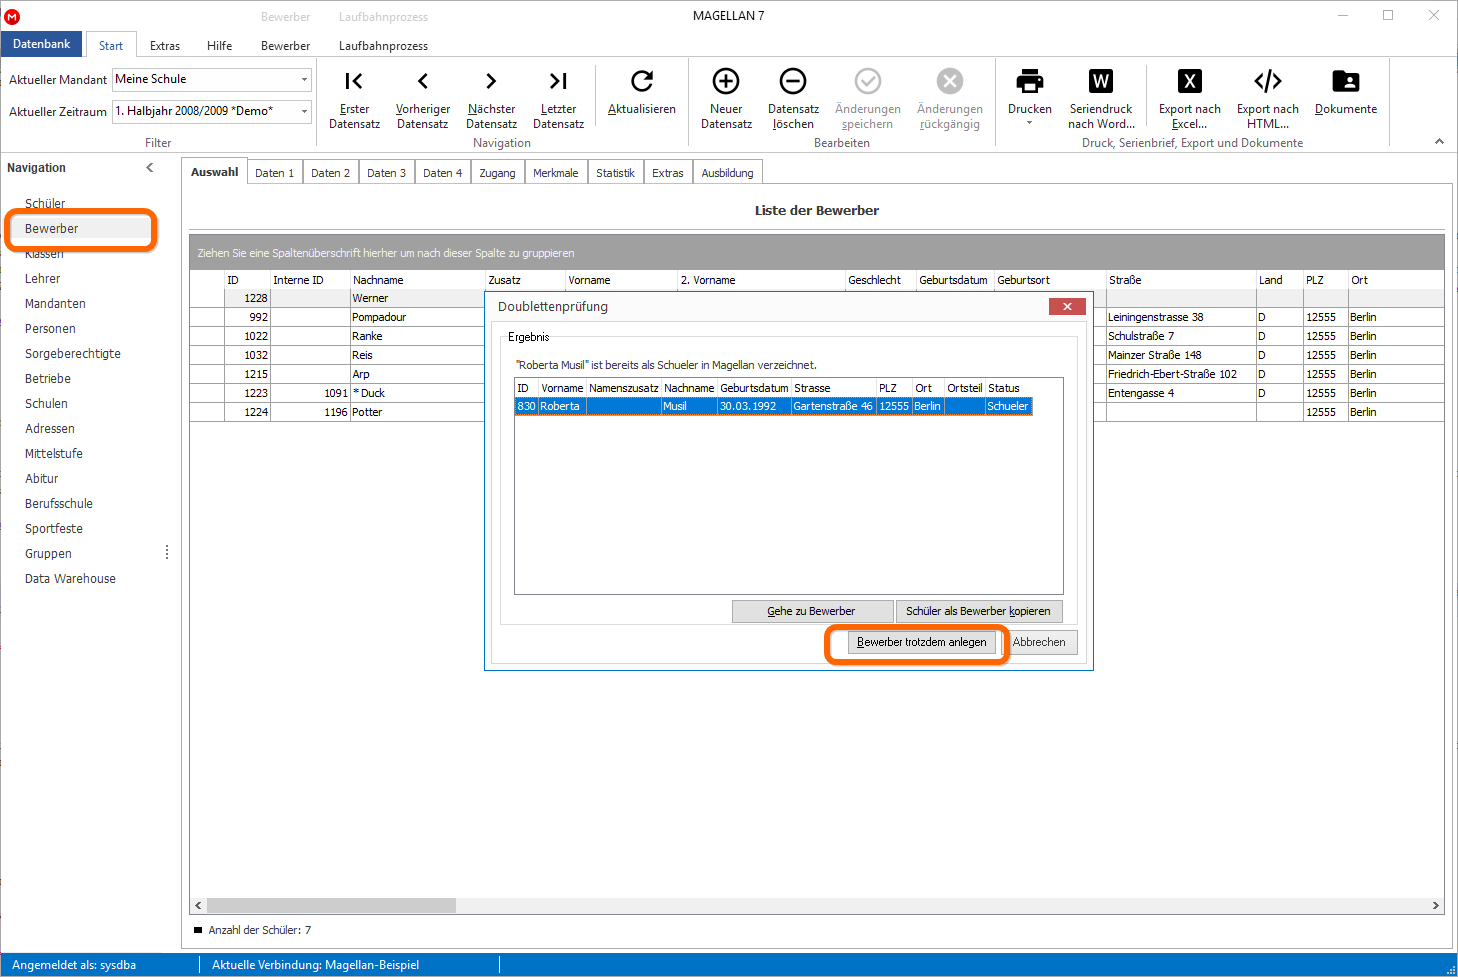 Bewerber Laufbahnprozess MAGELLAN 7
Datenbank Start Extras Hilfe Bewerber Laufbahnprozess
Aktueller Mandant Meine Schule
Aktueller Zeitraum 1. Halbjahr 2008/2009 *Demo*
Filter
Erster Datensatz
Vorheriger Datensatz
Nächster Datensatz
Letzter Datensatz
Navigation
Aktualisieren
Neuer Datensatz
Datensatz löschen
Änderungen speichern
Änderungen rückgängig
Bearbeiten
Drucken
Seriendruck nach Word...
Export nach Excel...
Export nach HTML...
Dokumente
Druck, Serienbrief, Export und Dokumente
Navigation
Schüler
Bewerber
Klassen
Lehrer
Mandanten
Personen
Sorgeberechtigte
Betriebe
Schulen
Adressen
Mittelstufe
Abitur
Berufsschule
Sportfeste
Gruppen
Data Warehouse
Auswahl Daten 1 Daten 2 Daten 3 Daten 4 Zugang Merkmale Statistik Extras Ausbildung
Liste der Bewerber
Ziehen Sie eine Spaltenüberschrift hierher um nach dieser Spalte zu gruppieren
ID Interne ID Nachname Zusatz Vorname 2. Vorname Geschlecht Geburtsdatum Geburtsort Straße Land PLZ Ort
1228 Werner
992 Pompadour Leiningenstrasse 38 D 12555 Berlin
1022 Ranke Schulstraße 7 D 12555 Berlin
1032 Reis Mainzer Straße 148 D 12555 Berlin
1215 Arp Friedrich-Ebert-Straße 102 D 12555 Berlin
1223 1091 * Duck Entengasse 4 D 12555 Berlin
1224 1196 Potter 12555 Berlin
Doublettenprüfung
Ergebnis
"Roberta Musil" ist bereits als Schueler in Magellan verzeichnet.
ID Vorname Namenszusatz Nachname Geburtsdatum Strasse PLZ Ort Ortsteil Status
830 Roberta Musil 30.03.1992 Gartenstraße 46 12555 Berlin Schueler
Gehe zu Bewerber Schüler als Bewerber kopieren
Bewerber trotzdem anlegen Abbrechen
Anzahl der Schüler: 7
Angemeldet als: sysdba Aktuelle Verbindung: Magellan-Beispiel